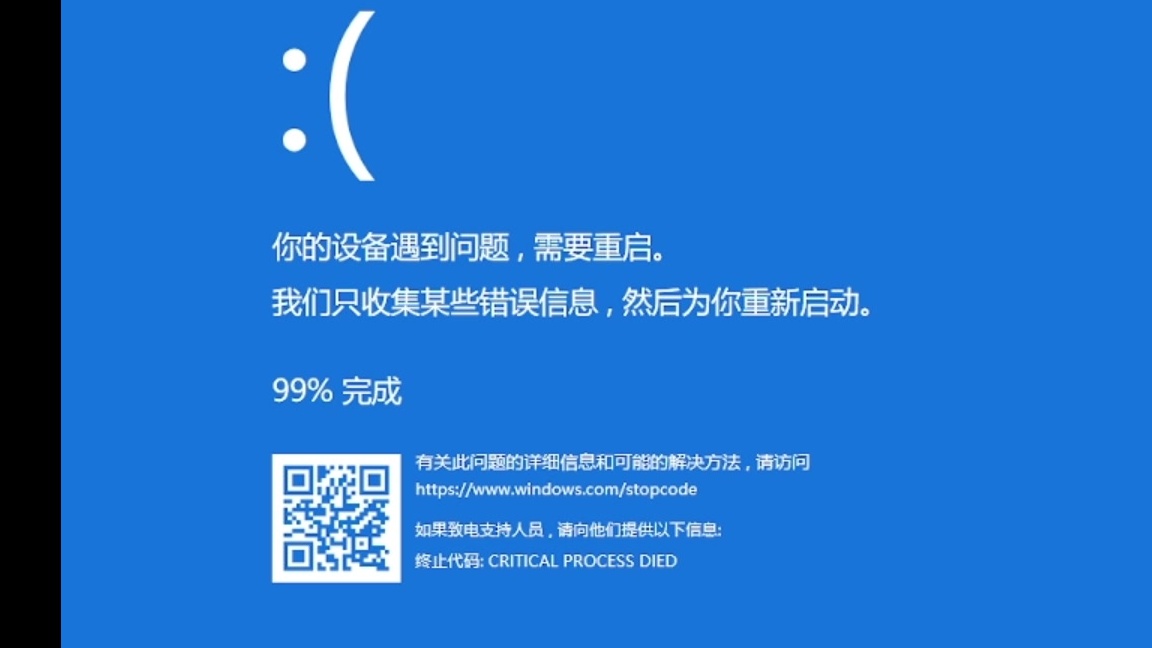 :(
你的设备遇到问题，需要重启。
我们只收集某些错误信息，然后为你重新启动。
99% 完成
有关此问题的详细信息和可能的解决方法，请访问
https://www.windows.com/stopcode
如果致电支持人员，请向他们提供以下信息:
终止代码: CRITICAL PROCESS DIED